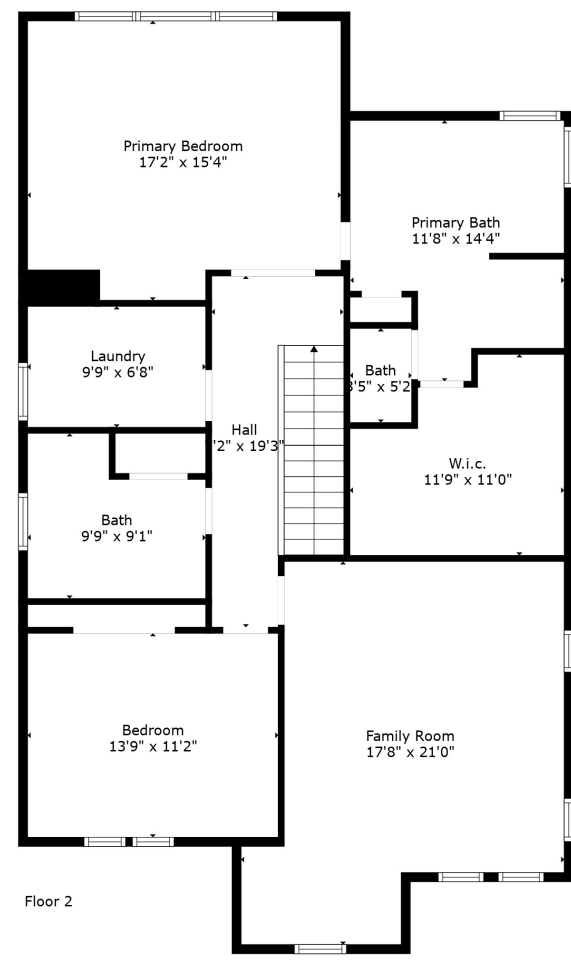 Primary Bedroom
17'2" x 15'4"
Primary Bath
11'8" x 14'4"
Laundry
9'9" x 6'8"
Bath
5" x 5'2
Hall
2" x 19'3"
W.i.c.
11'9" x 11'0"
Bath
9'9" x 9'1"
Bedroom
13'9" x 11'2"
Family Room
17'8" x 21'0"
Floor 2